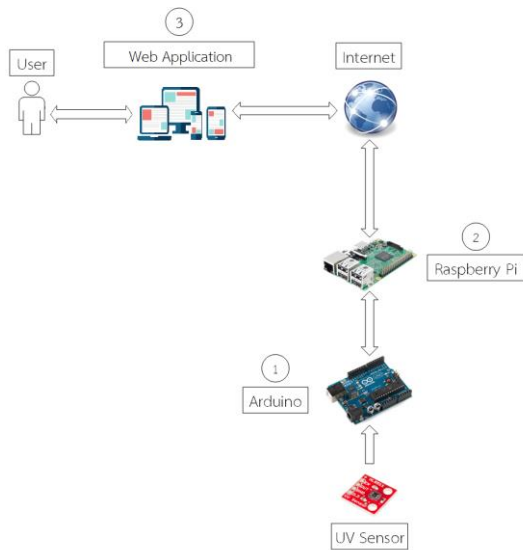 3
User
Web Application
Internet
2
Raspberry Pi
1
Arduino
UV Sensor